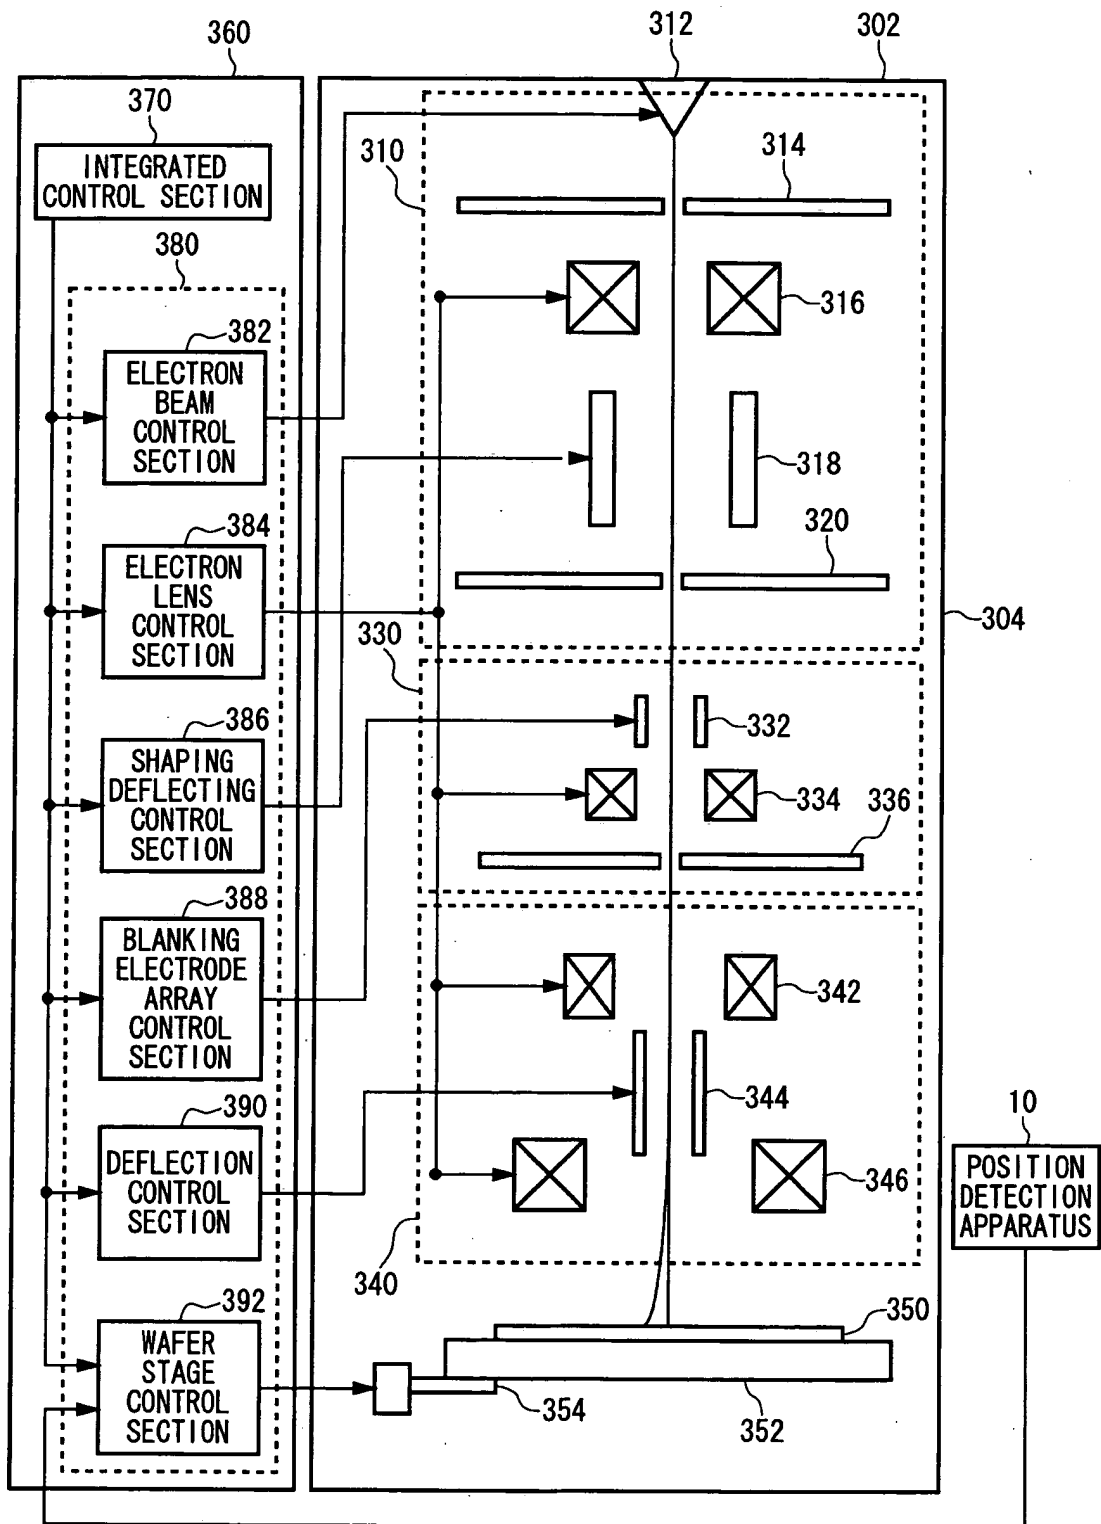 360
312
302
370
INTEGRATED
CONTROL SECTION
310
314
380
316
382
ELECTRON
BEAM
CONTROL
SECTION
318
320
384
ELECTRON
LENS
CONTROL
SECTION
304
330
386
SHAPING
DEFLECTING
CONTROL
SECTION
332
334
336
388
BLANKING
ELECTRODE
ARRAY
CONTROL
SECTION
342
344
390
DEFLECTION
CONTROL
SECTION
10
POSITION
DETECTION
APPARATUS
346
340
392
WAFER
STAGE
CONTROL
SECTION
350
354
352